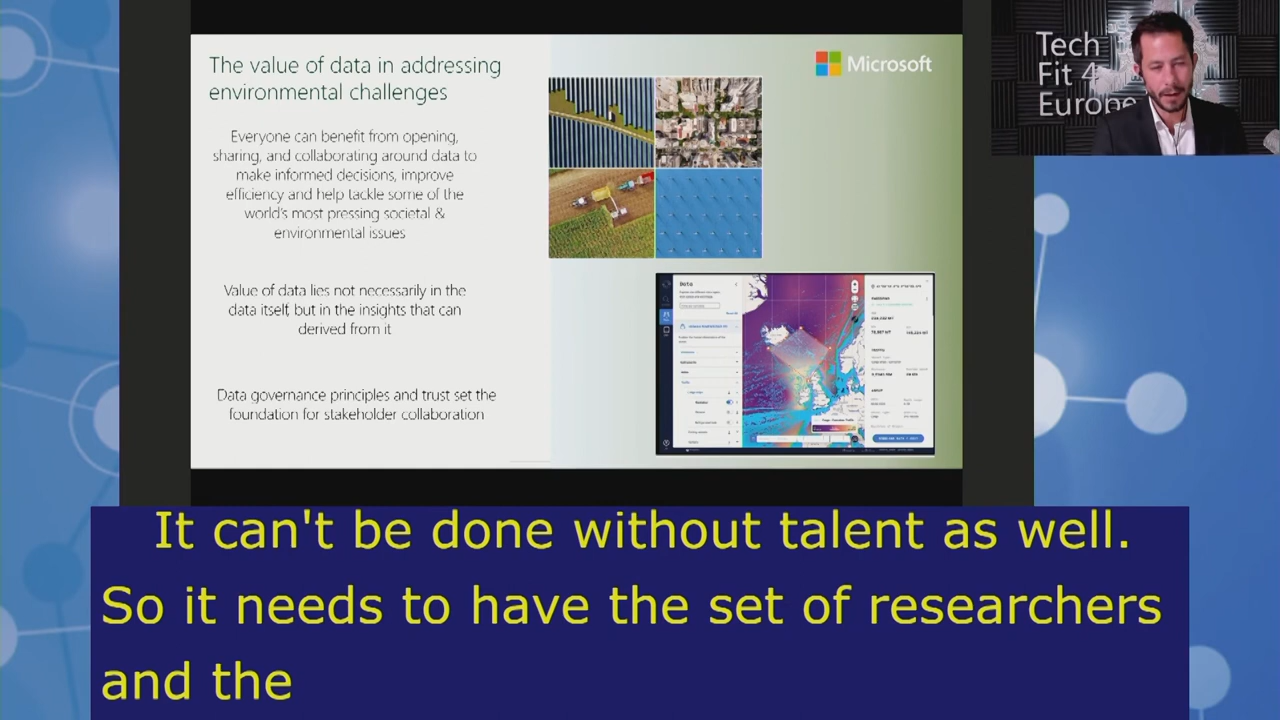 The value of data in addressing
environmental challenges
Microsoft
Tech
Fit 4
Europe
Everyone can benefit from opening,
sharing, and collaborating around data to
make informed decisions, improve
efficiency and help tackle some of the
world's most pressing societal &
environmental issues
Value of data lies not necessarily in the
data itself, but in the insights that can
derived from it
Data governance principles and trust set the
foundation for stakeholder collaboration
Data
It can't be done without talent as well.
So it needs to have the set of researchers
and the